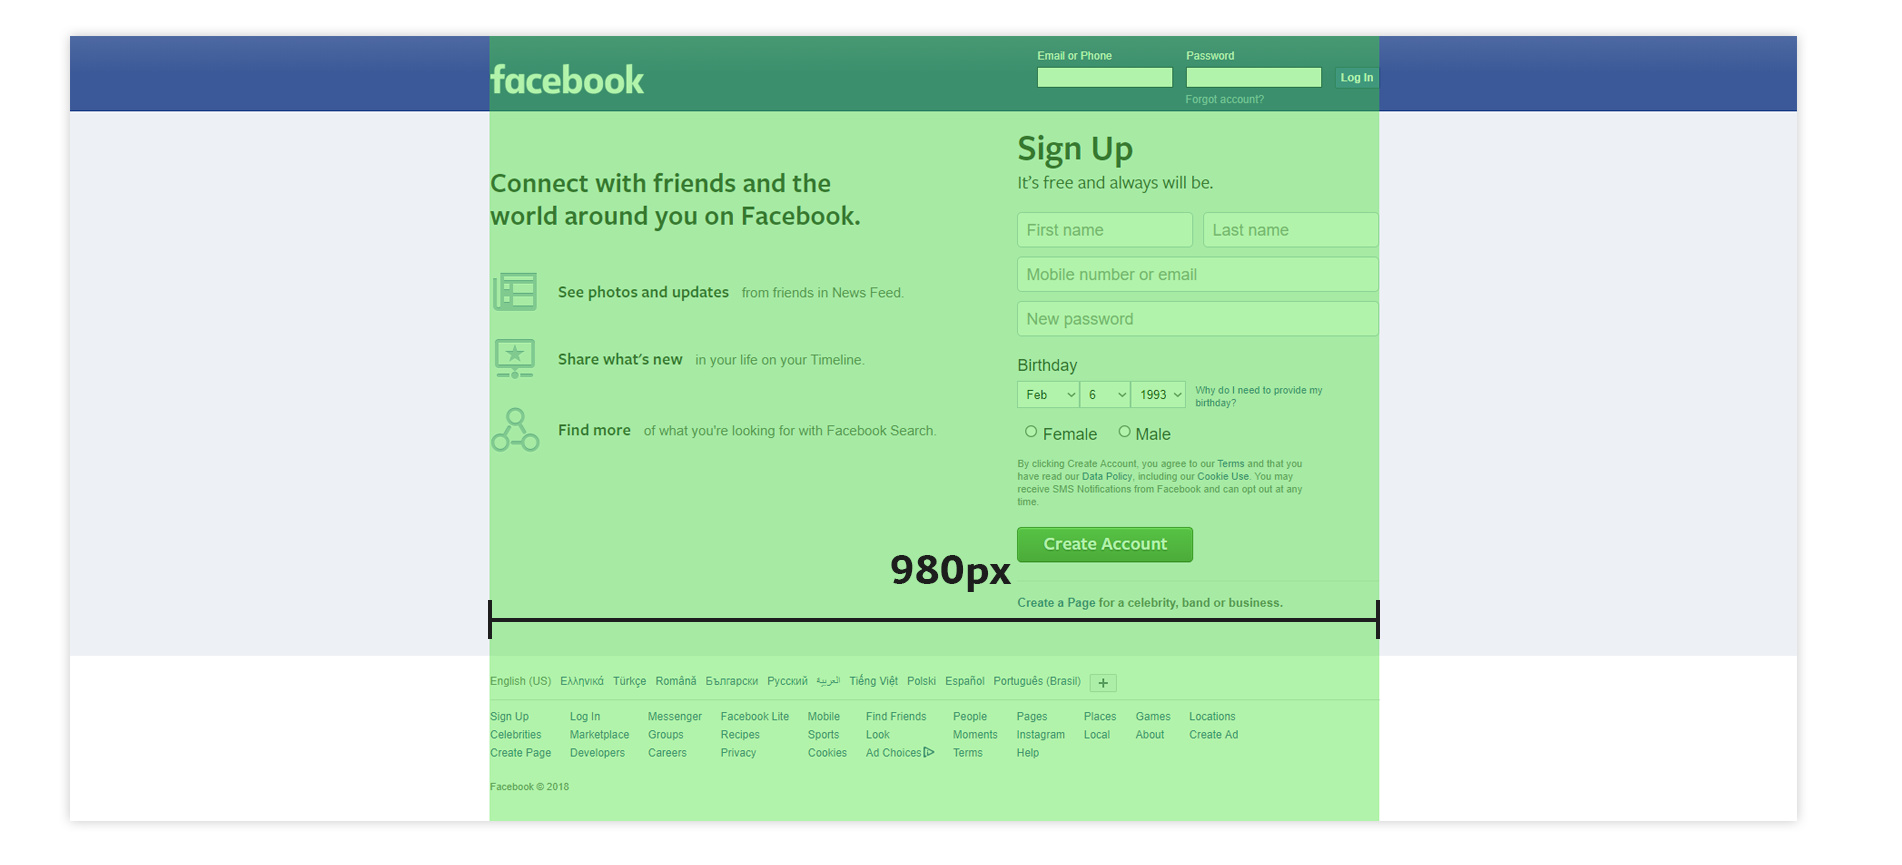 facebook
Email or Phone
Password
Log In
Forgot account?
Connect with friends and the
world around you on Facebook.
See photos and updates from friends in News Feed.
Share what's new in your life on your Timeline.
Find more of what you're looking for with Facebook Search.
Sign Up
It's free and always will be.
First name
Last name
Mobile number or email
New password
Birthday
Feb 6 1993
Why do I need to provide my
birthday?
Female Male
By clicking Create Account, you agree to our Terms and that you
have read our Data Policy, including our Cookie Use. You may
receive SMS Notifications from Facebook and can opt out at any
time.
Create Account
980px
Create a Page for a celebrity, band or business.
English (US) Ελληνικά Türkçe Română Български Русский العربية Tiếng Việt Polski Español Português (Brasil) +
Sign Up Log In Messenger Facebook Lite Mobile Find Friends People Pages Places Games Locations
Celebrities Marketplace Groups Recipes Sports Look Moments Instagram Local About Create Ad
Create Page Developers Careers Privacy Cookies Ad Choices Terms Help
Facebook © 2018